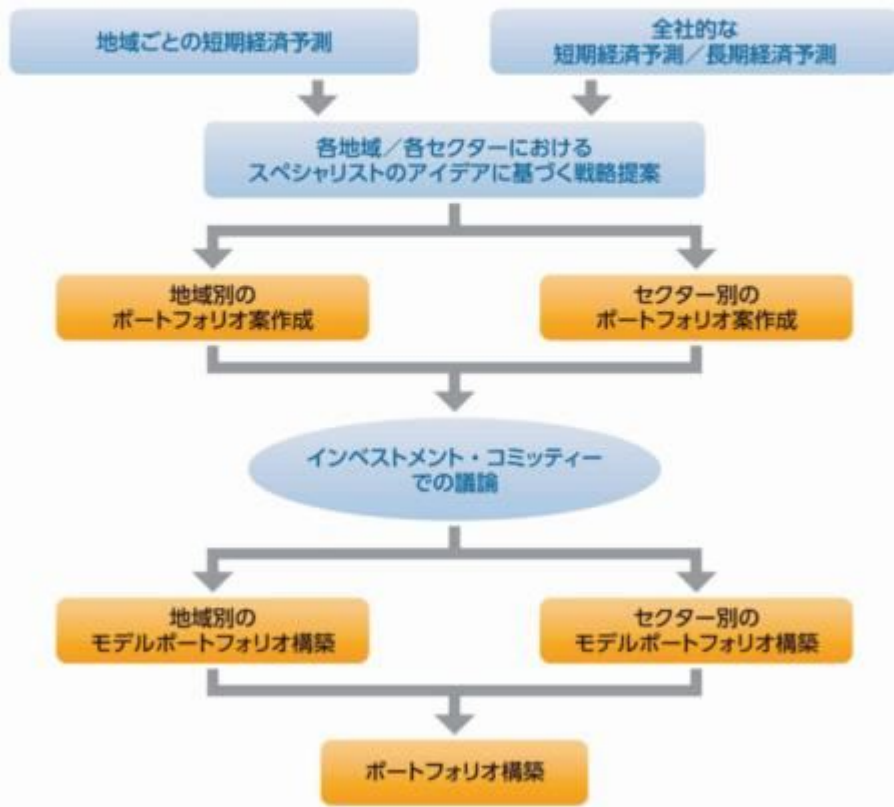 地域ごとの短期経済予測
全社的な
短期経済予測／長期経済予測
各地域／各セクターにおける
スペシャリストのアイデアに基づく戦略提案
地域別の
ポートフォリオ案作成
セクター別の
ポートフォリオ案作成
インベストメント・コミッティー
での議論
地域別の
モデルポートフォリオ構築
セクター別の
モデルポートフォリオ構築
ポートフォリオ構築